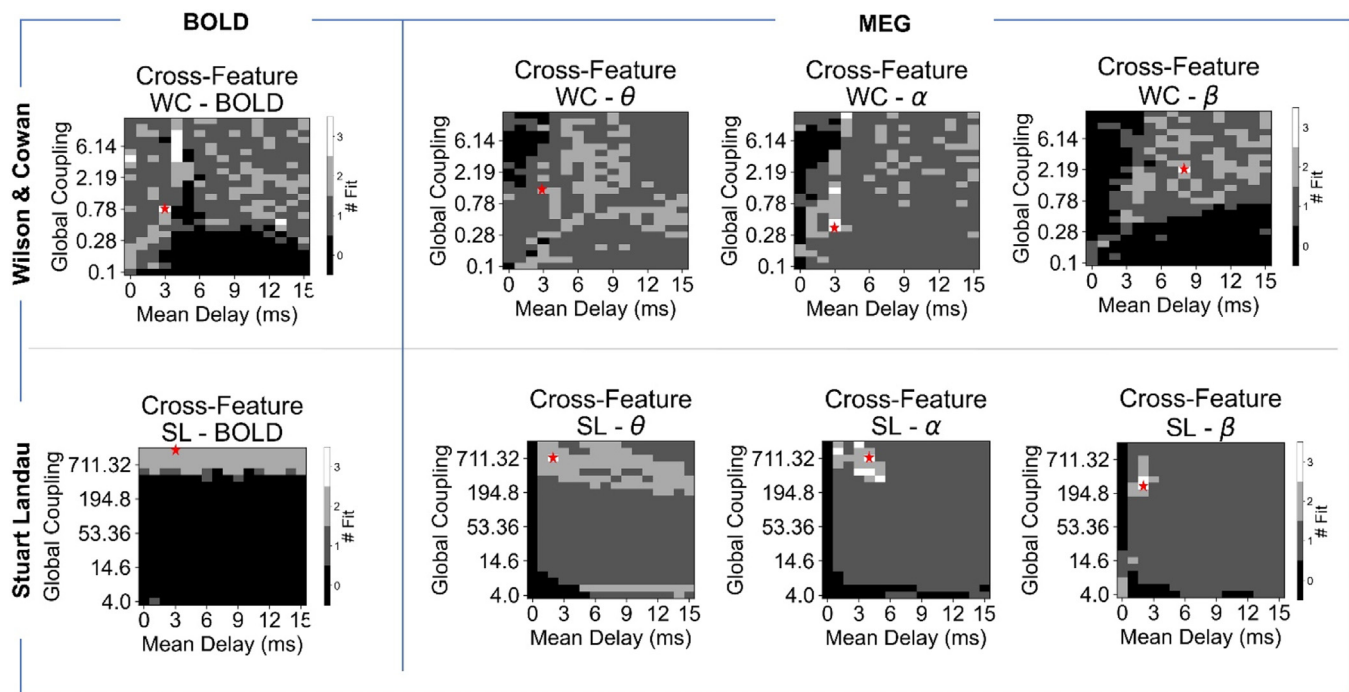 BOLD
MEG
Wilson & Cowan
Cross-Feature
WC - BOLD
Global Coupling
6.14
2.19
0.78
0.28
0.1
0 3 6 9 12 15
Mean Delay (ms)
3
2
1
0
# Fit
Cross-Feature
WC - θ
Global Coupling
6.14
2.19
0.78
0.28
0.1
0 3 6 9 12 15
Mean Delay (ms)
Cross-Feature
WC - α
Global Coupling
6.14
2.19
0.78
0.28
0.1
0 3 6 9 12 15
Mean Delay (ms)
Cross-Feature
WC - β
Global Coupling
6.14
2.19
0.78
0.28
0.1
0 3 6 9 12 15
Mean Delay (ms)
3
2
1
0
# Fit
Stuart Landau
Cross-Feature
SL - BOLD
Global Coupling
711.32
194.8
53.36
14.6
4.0
0 3 6 9 12 15
Mean Delay (ms)
3
2
1
0
# Fit
Cross-Feature
SL - θ
Global Coupling
711.32
194.8
53.36
14.6
4.0
0 3 6 9 12 15
Mean Delay (ms)
Cross-Feature
SL - α
Global Coupling
711.32
194.8
53.36
14.6
4.0
0 3 6 9 12 15
Mean Delay (ms)
Cross-Feature
SL - β
Global Coupling
711.32
194.8
53.36
14.6
4.0
0 3 6 9 12 15
Mean Delay (ms)
3
2
1
0
# Fit